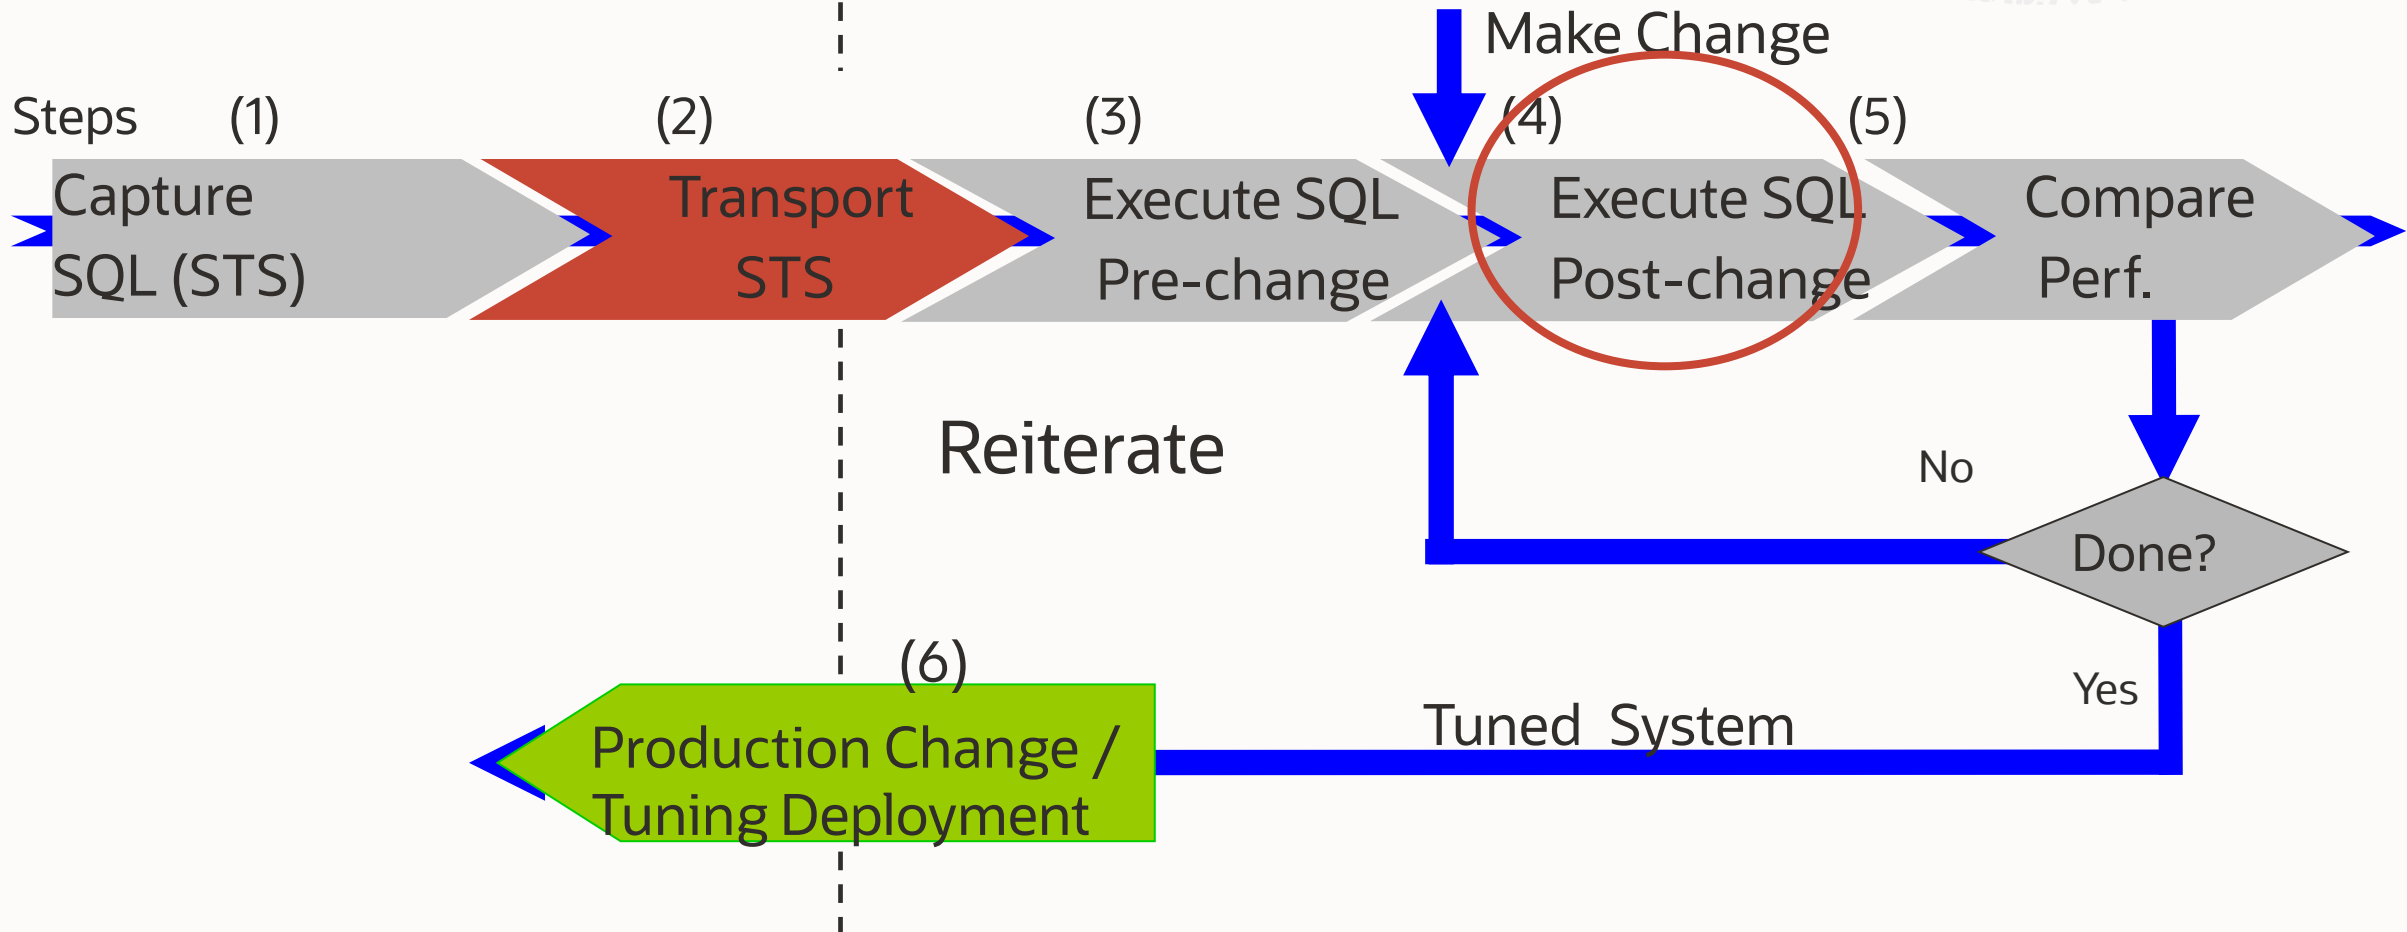 Make Change
Steps (1) (2) (3) (4) (5)
Capture
SQL (STS)
Transport
STS
Execute SQL
Pre-change
Execute SQL
Post-change
Compare
Perf.
Reiterate
No
Done?
Yes
Tuned System
(6)
Production Change /
Tuning Deployment